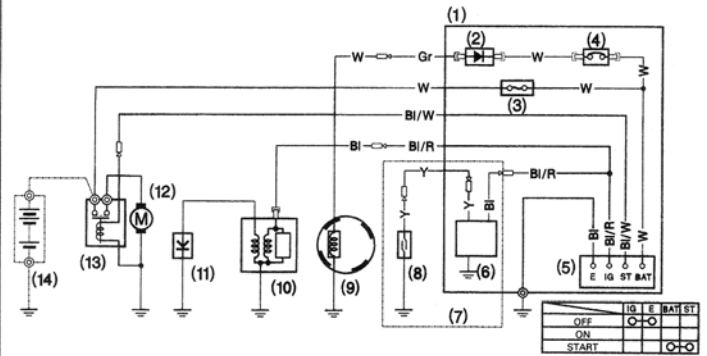 (1)
(2)
(4)
W Gr W W
W (3) W
Bl/W
Bl Bl/R
Y Bl/R
Y Y Bl
Bl Bl/R Bl/W W
(12)
M
(5) E IG ST BAT
(14) (13) (11) (10) (9) (8) (6)
(7)
IG E BAT ST
OFF
ON
START